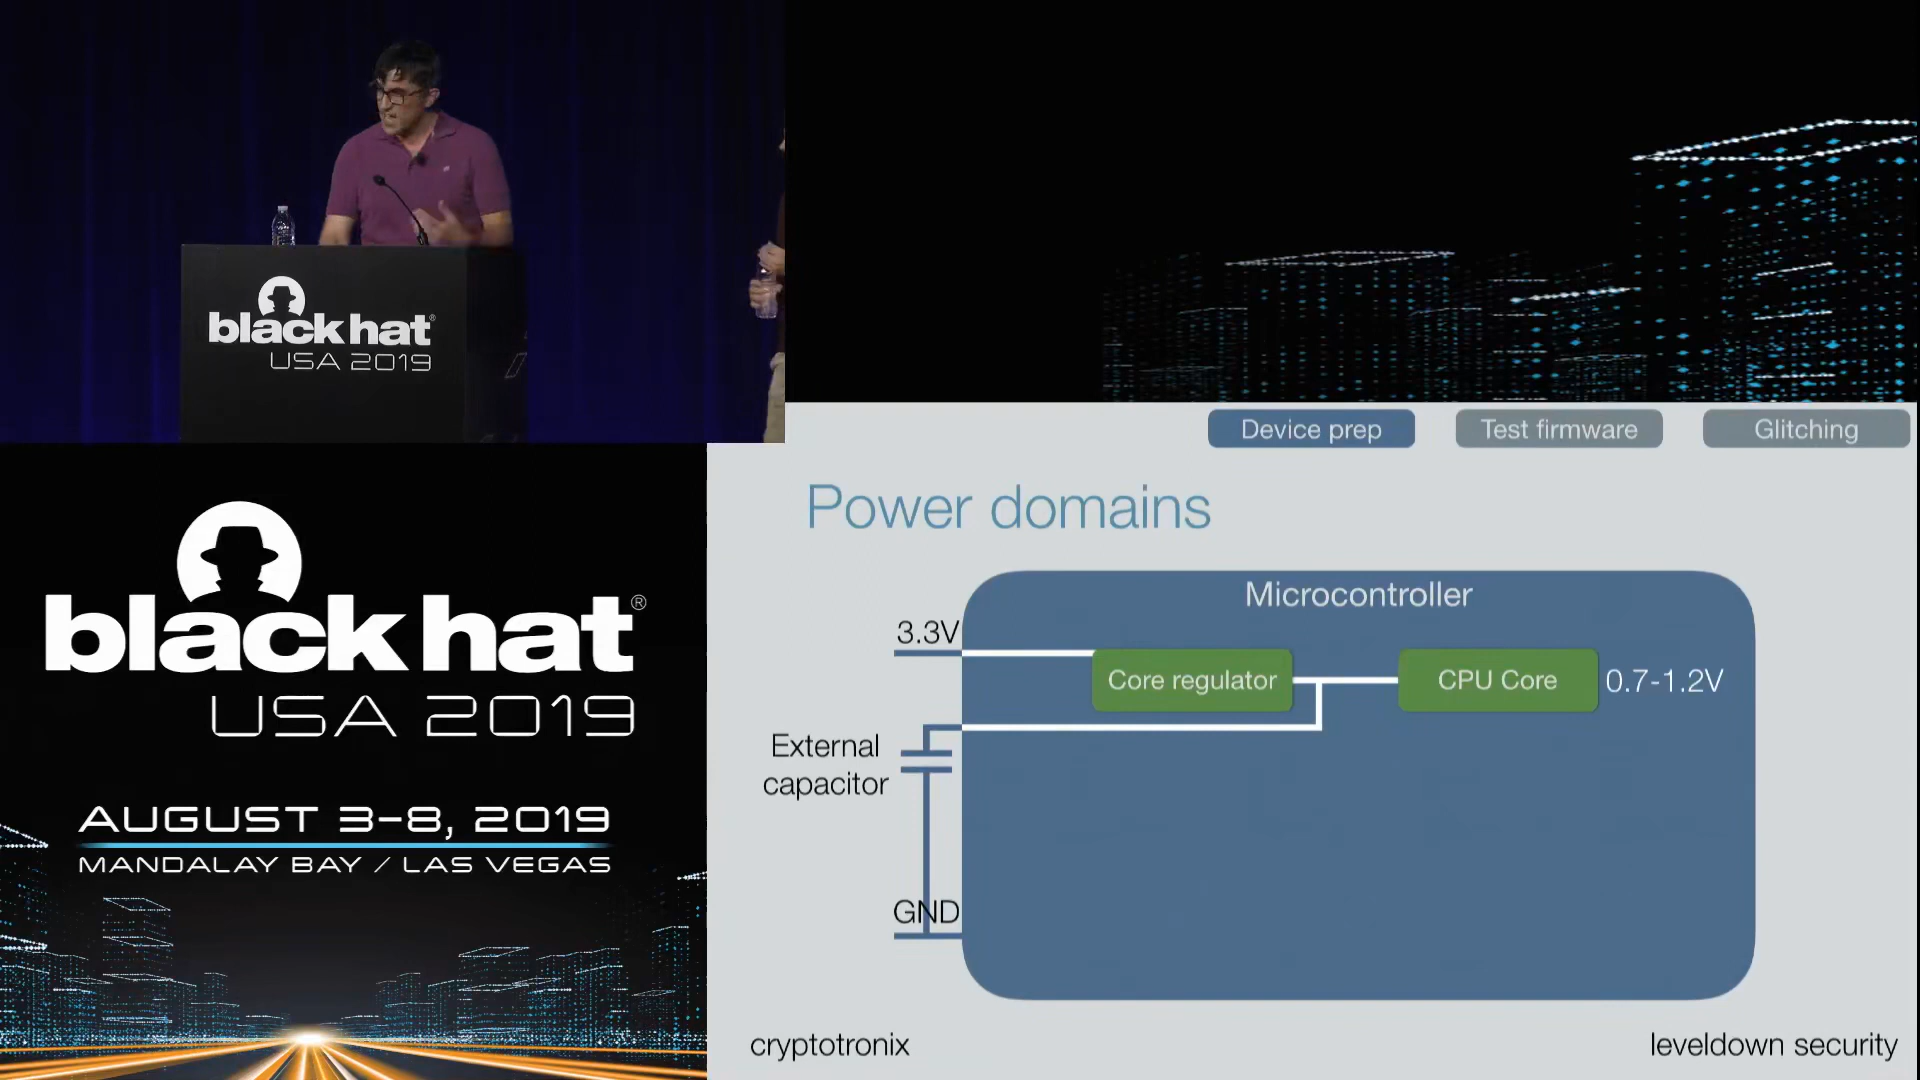 black hat®
USA 2019
black hat®
USA 2019
AUGUST 3–8, 2019
MANDALAY BAY / LAS VEGAS
Device prep
Test firmware
Glitching
Power domains
Microcontroller
3.3V
Core regulator
CPU Core
0.7-1.2V
External
capacitor
GND
cryptotronix
leveldown security